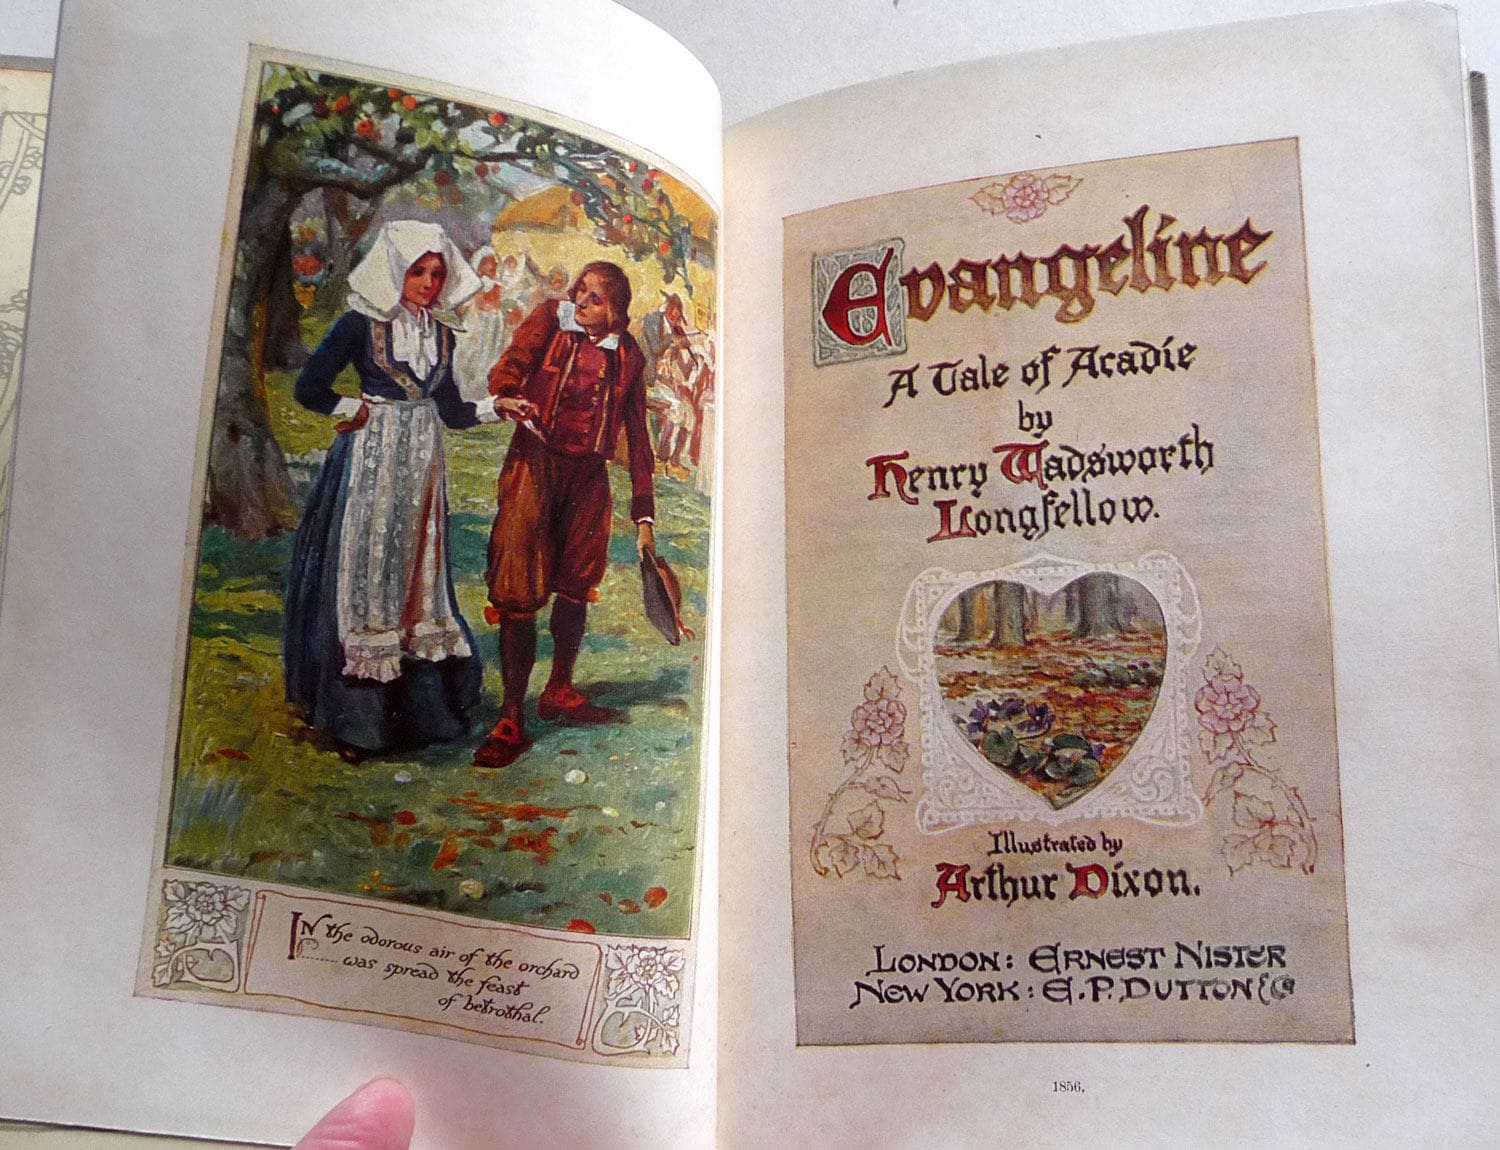 In the odorous air of the orchard
......... was spread the feast
of betrothal.
Evangeline
A Tale of Acadie
by
Henry Wadsworth
Longfellow.
Illustrated by
Arthur Dixon.
LONDON: ERNEST NISTER
NEW YORK: E. P. DUTTON & Co
1856.